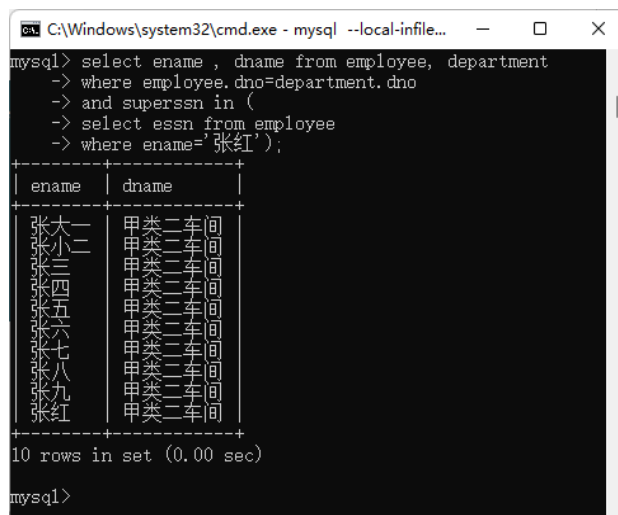 C:\Windows\system32\cmd.exe - mysql --local-infile...
mysql> select ename , dname from employee, department
-> where employee.dno=department.dno
-> and superssn in (
-> select essn from employee
-> where ename='张红');
+--------+------------+
| ename | dname |
+--------+------------+
| 张大一 | 甲类二车间 |
| 张小二 | 甲类二车间 |
| 张三 | 甲类二车间 |
| 张四 | 甲类二车间 |
| 张五 | 甲类二车间 |
| 张六 | 甲类二车间 |
| 张七 | 甲类二车间 |
| 张八 | 甲类二车间 |
| 张九 | 甲类二车间 |
| 张红 | 甲类二车间 |
+--------+------------+
10 rows in set (0.00 sec)
mysql>